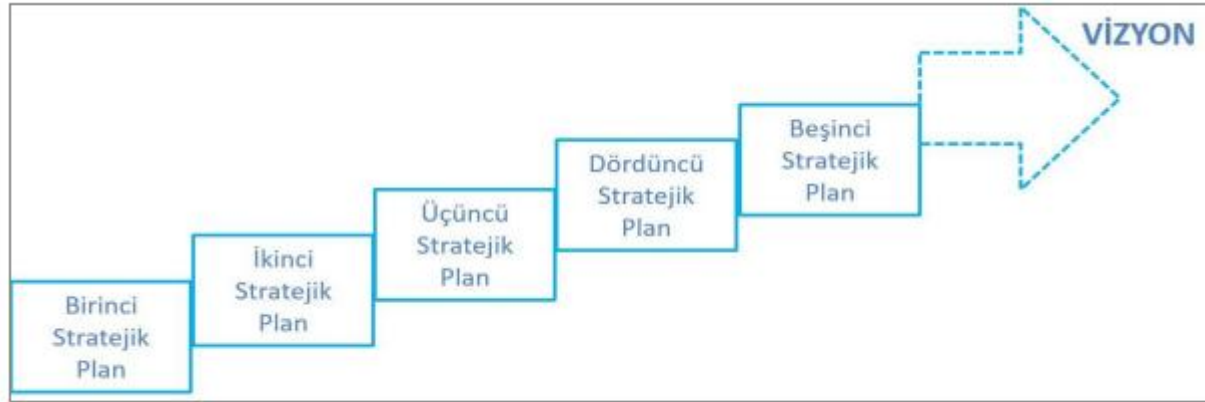 VİZYON
Beşinci
Stratejik
Plan
Dördüncü
Stratejik
Plan
Üçüncü
Stratejik
Plan
İkinci
Stratejik
Plan
Birinci
Stratejik
Plan